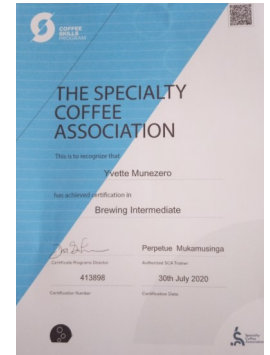 COFFEE
SKILLS
PROGRAM
THE SPECIALTY
COFFEE
ASSOCIATION
This is to recognize that
Yvette Munezero
has achieved certification in
Brewing Intermediate
Perpetue Mukamusinga
Certificate Programs Director
Authorized SCA Trainer
413898
30th July 2020
Certification Number
Certification Date
Specialty
Coffee
Association